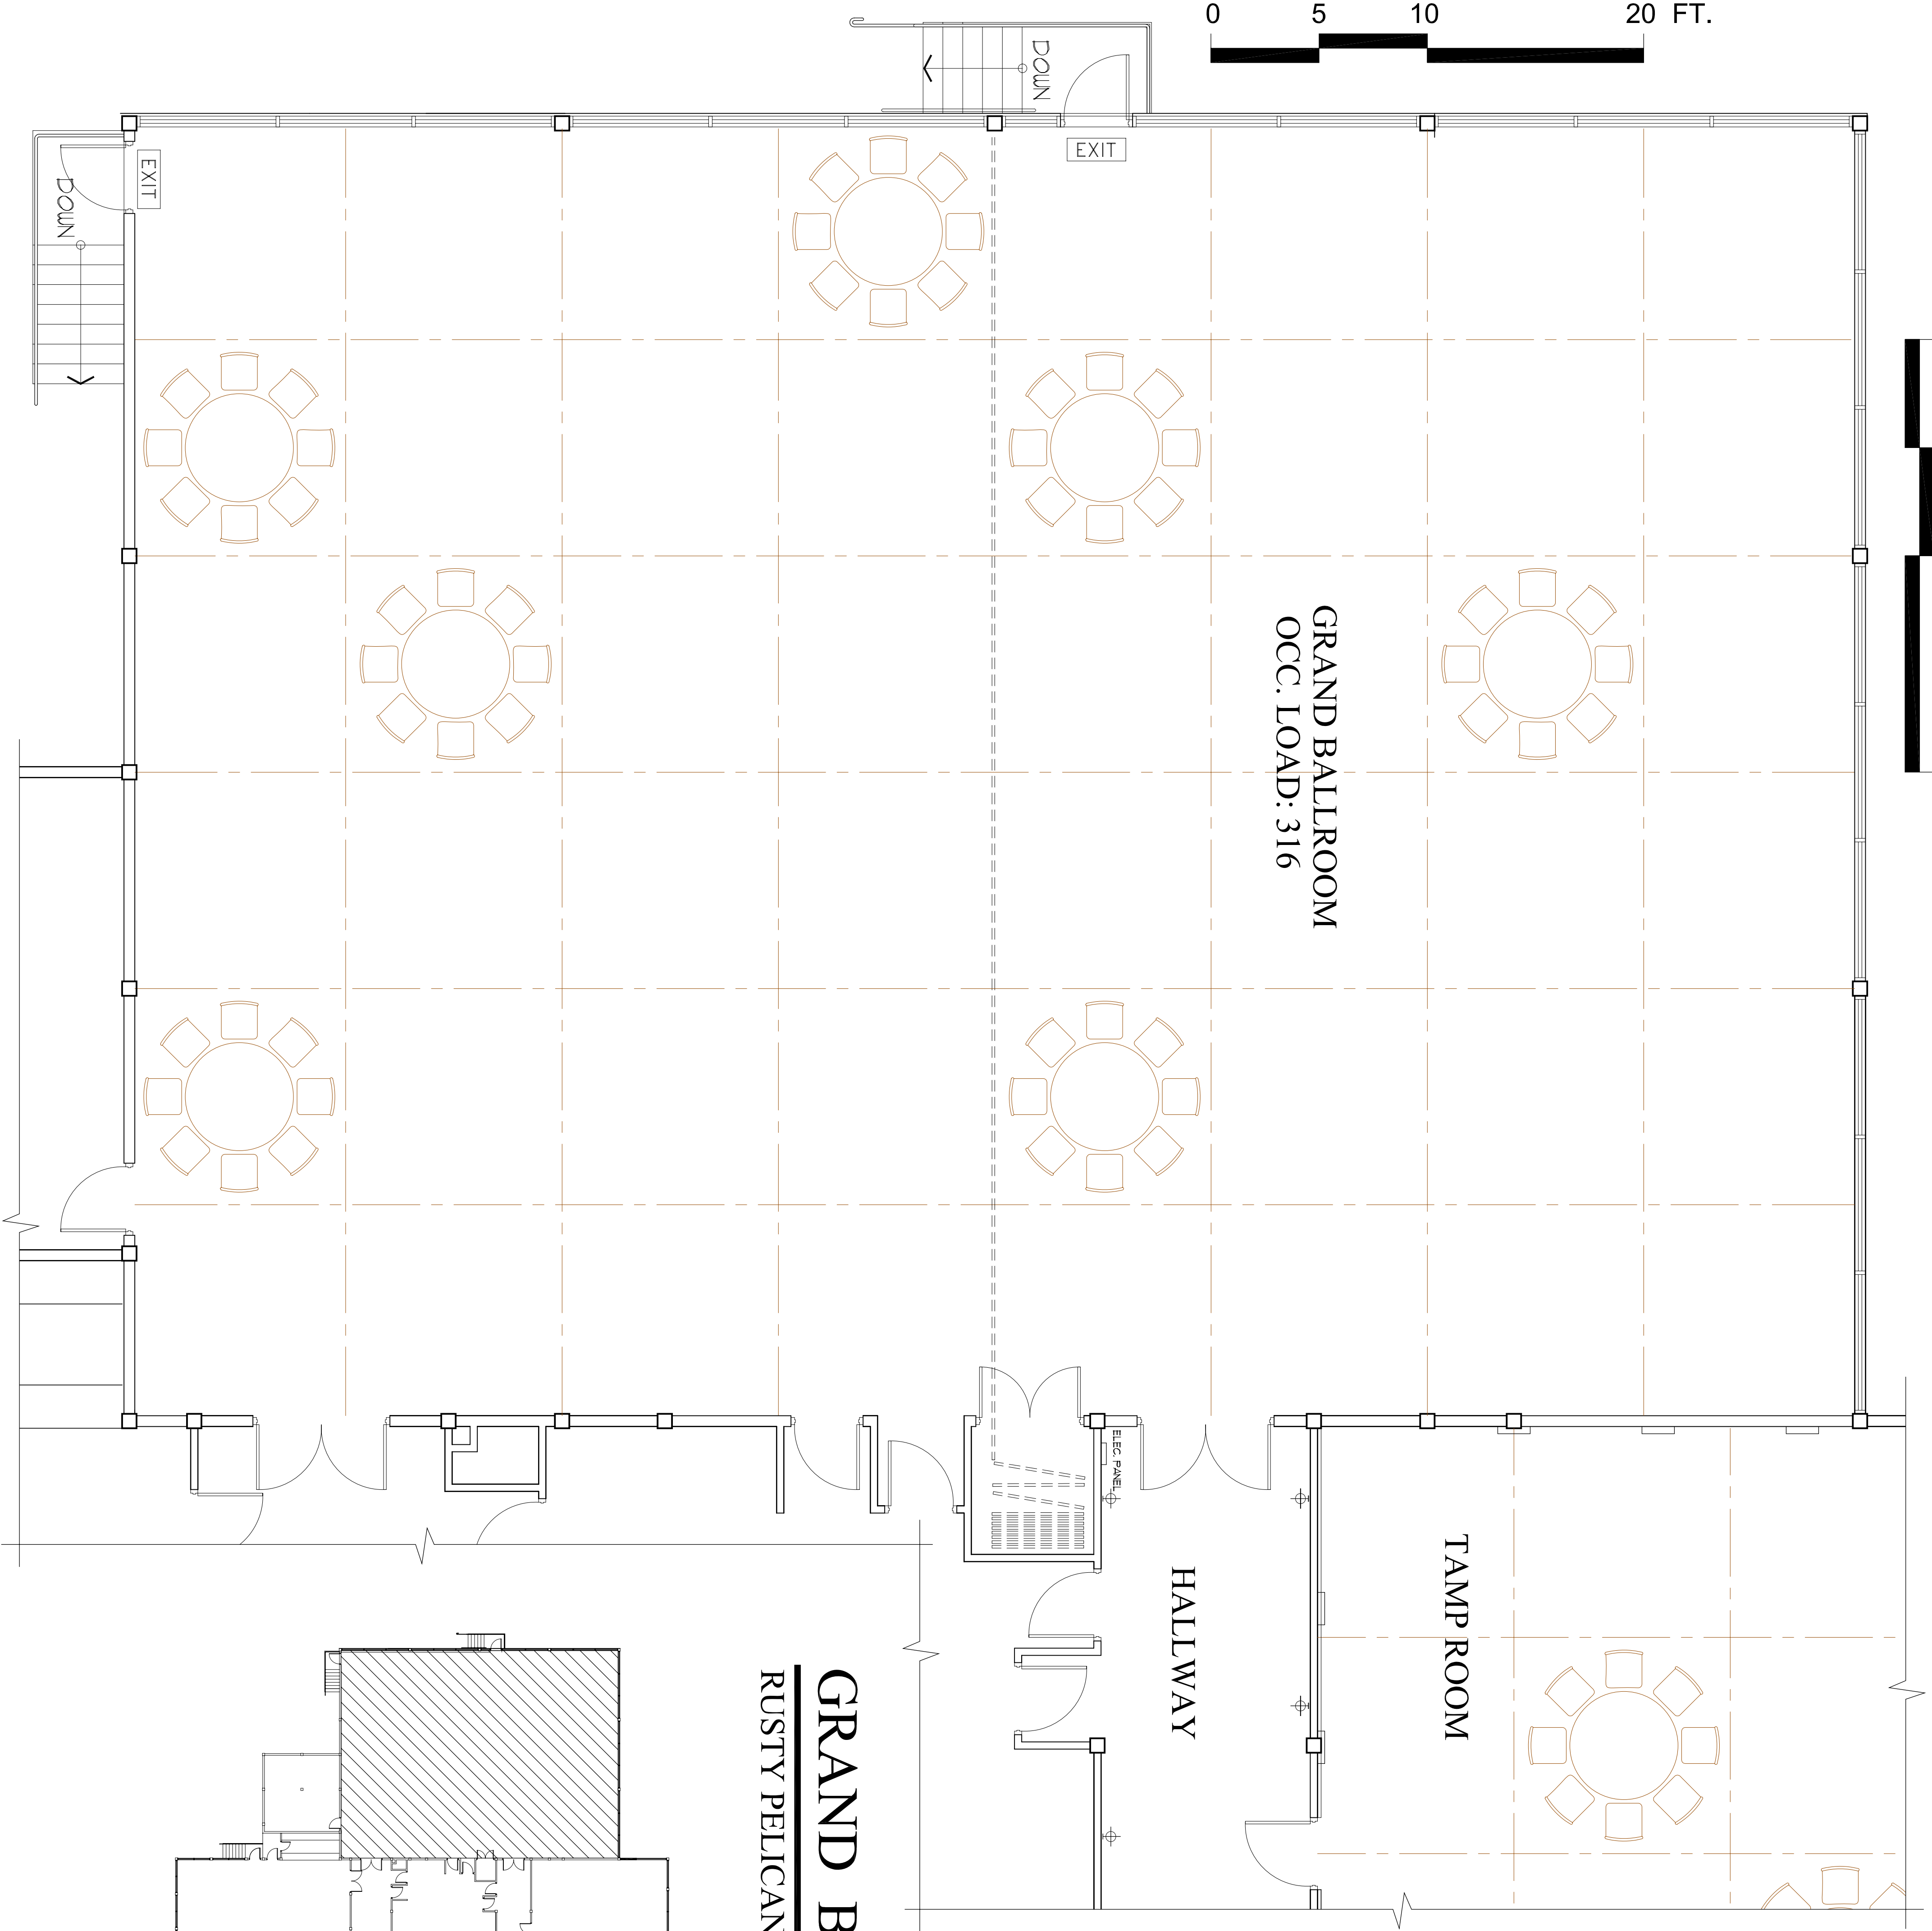 0 5 10 20 FT.
DOWN
EXIT
EXIT
DOWN
GRAND BALLROOM
OCC. LOAD: 316
ELEC. PANEL
HALLWAY
TAMP ROOM
GRAND B
RUSTY PELICAN